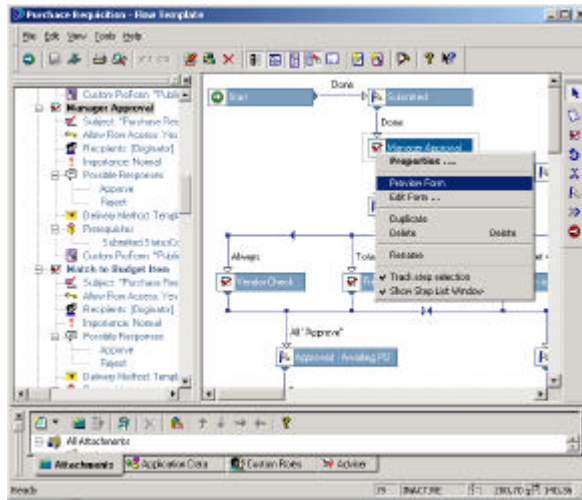 Purchase Requisition - Flow Template
File Edit View Tools Help
Custom ProForm "Public
Manager Approval
Subject: "Purchase Req
Allow Flow Access: Yes
Recipients: [Originator]
Importance: Normal
Possible Responses
Approve
Reject
Delivery Method: Templ
Prerequisites
Submitted StatusCo
Custom ProForm "Public
Match to Budget Item
Subject: "Purchase Req
Allow Flow Access: Yes
Recipients: [Originator]
Importance: Normal
Possible Responses
Approve
Reject
Delivery Method: Templ
Done
Start
Submitted
Done
Manager Approval
Properties ....
Preview Form
Edit Form ...
Duplicate
Delete Delete
Rename
Track step selection
Show Step List Window
Always
Vendor Check
All "Approve"
Approved - Awaiting PO
All Attachments
Attachments Application Data Custom Roles Advisor
Ready
INACTIVE